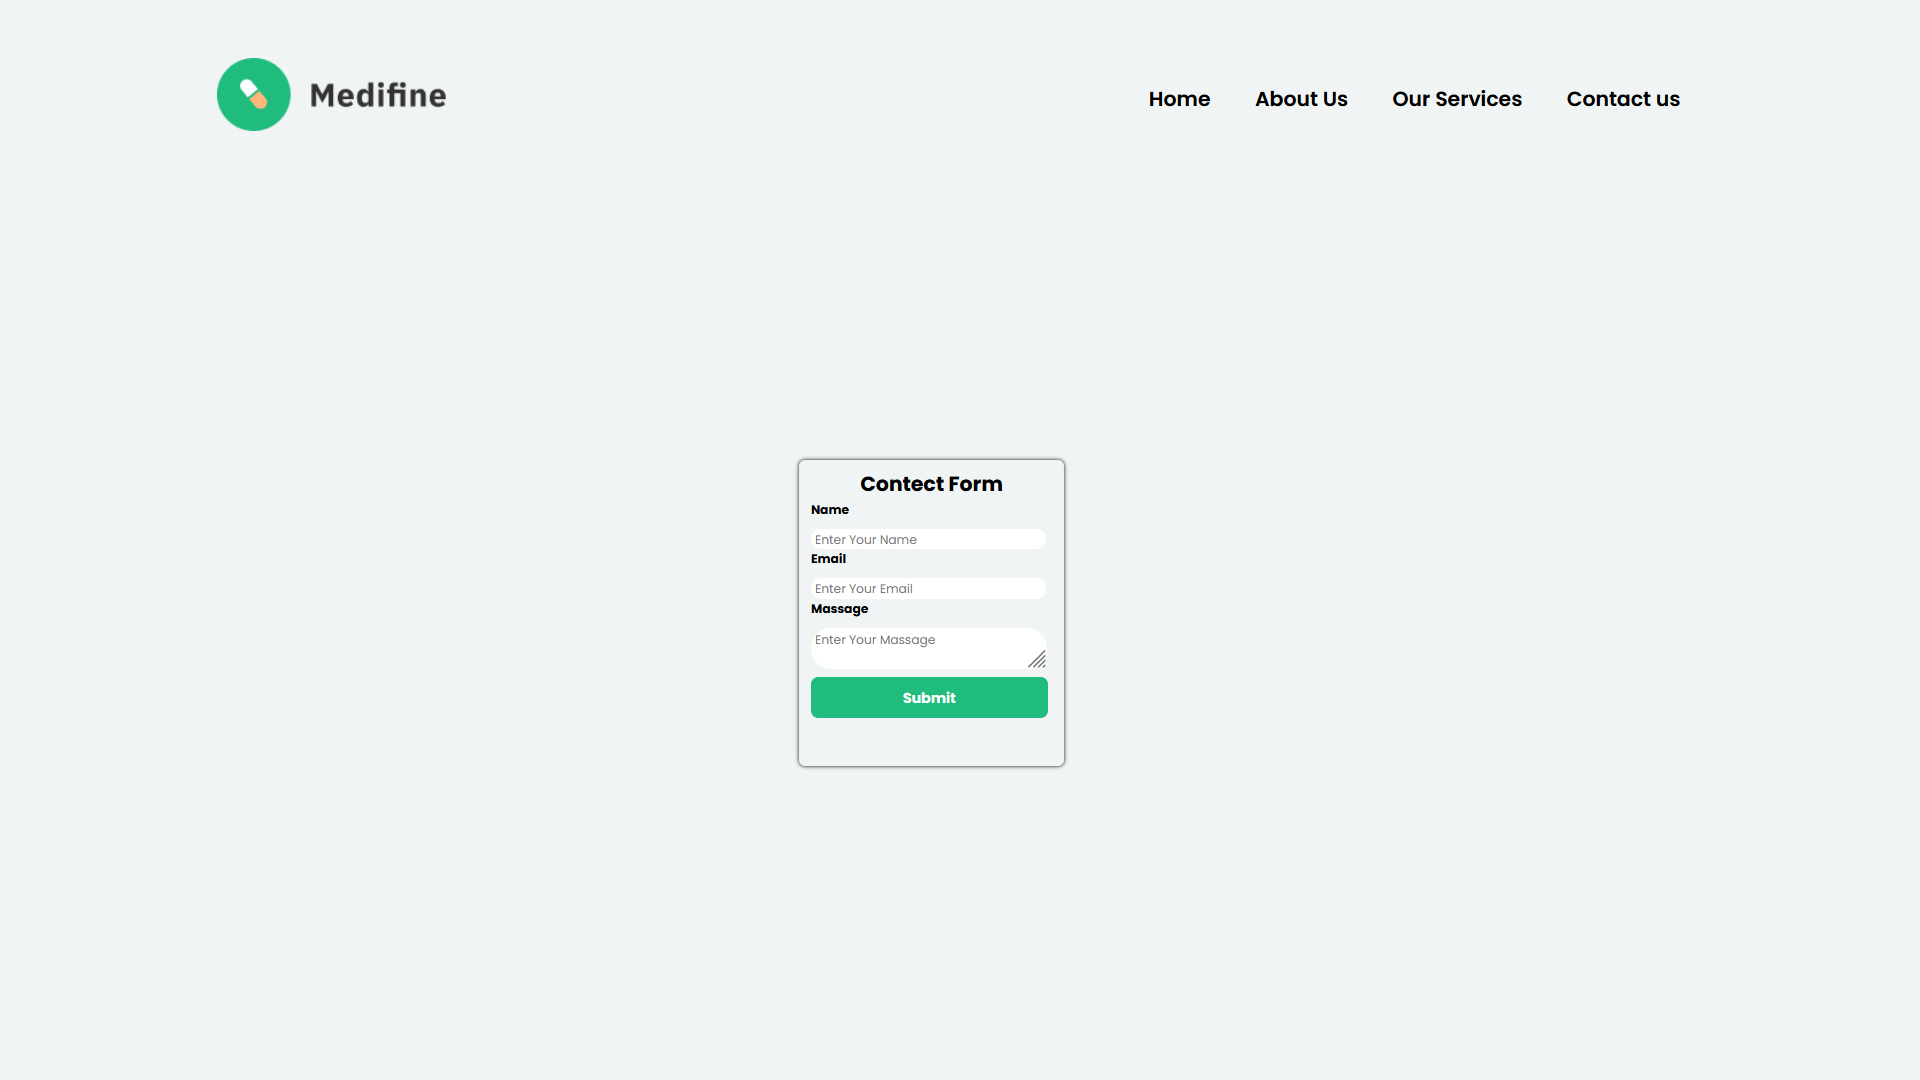 Medifine
Home About Us Our Services Contact us
Contect Form
Name
Enter Your Name
Email
Enter Your Email
Massage
Enter Your Massage
Submit